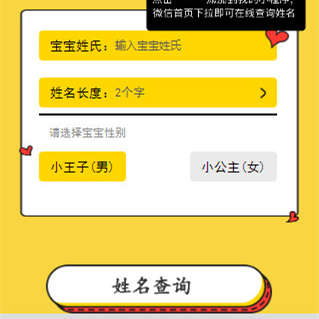 添加到我的小程序，
微信首页下拉即可在线查询姓名
宝宝姓氏：输入宝宝姓氏
姓名长度：2个字
请选择宝宝性别
小王子(男)
小公主(女)
姓名查询